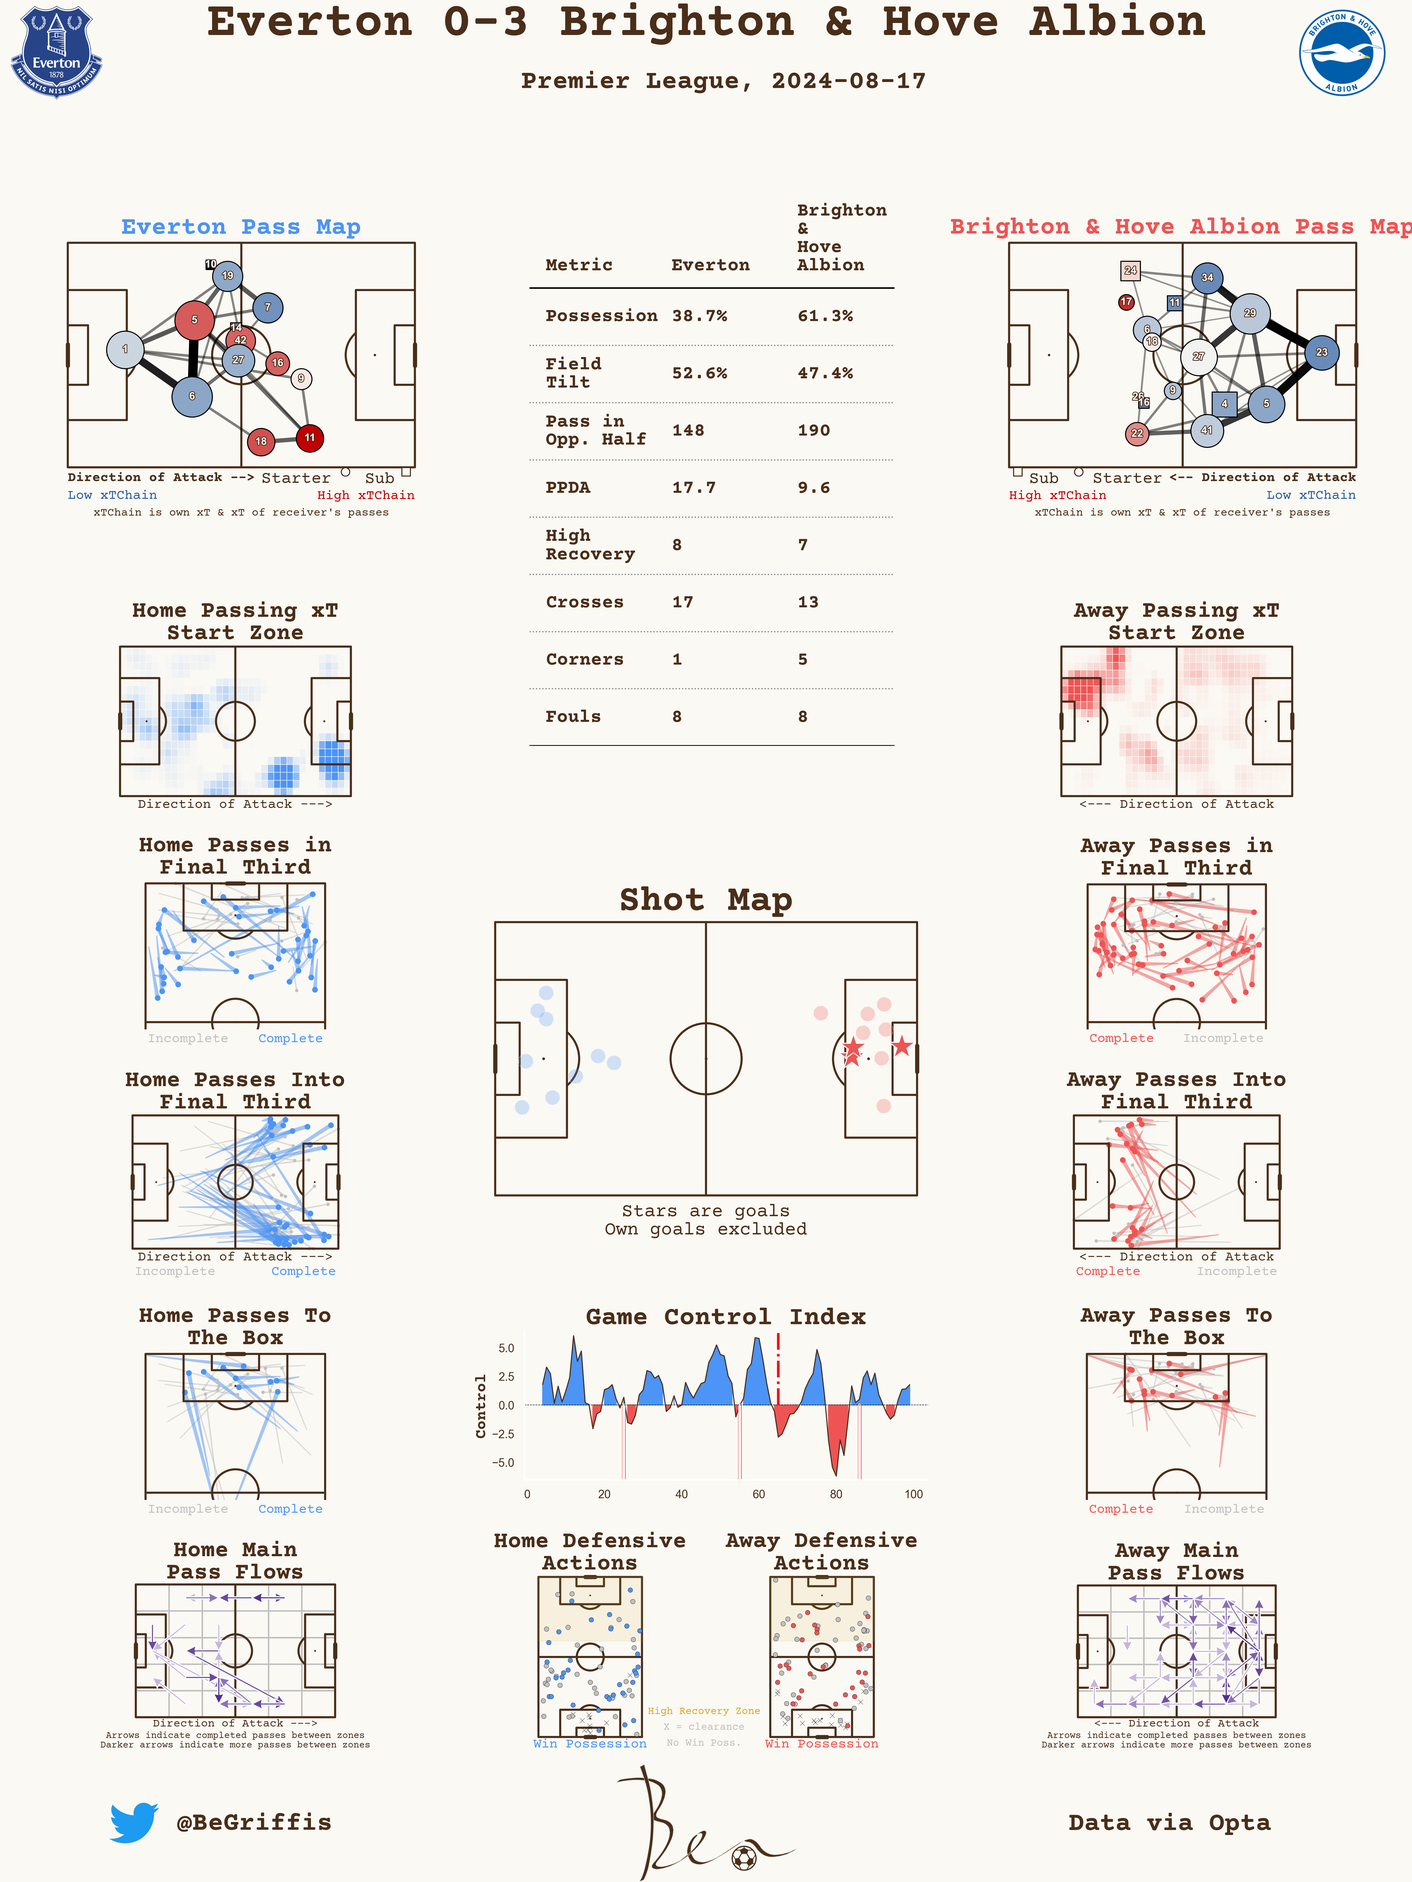 Everton 0-3 Brighton & Hove Albion
Premier League, 2024-08-17
Everton
1878
NIL SATIS NISI OPTIMUM
BRIGHTON & HOVE
ALBION
Everton Pass Map
10
19
7
5
14
42
1
27
16
9
6
18
11
Direction of Attack --> Starter Sub
Low xTChain High xTChain
xTChain is own xT & xT of receiver's passes
Metric Everton Brighton & Hove Albion
Possession 38.7% 61.3%
Field Tilt 52.6% 47.4%
Pass in Opp. Half 148 190
PPDA 17.7 9.6
High Recovery 8 7
Crosses 17 13
Corners 1 5
Fouls 8 8
Brighton & Hove Albion Pass Map
24
34
17
11
29
6
18
27
23
9
26
16
4
5
22
41
Sub Starter <-- Direction of Attack
High xTChain Low xTChain
xTChain is own xT & xT of receiver's passes
Home Passing xT
Start Zone
Direction of Attack --->
Away Passing xT
Start Zone
<--- Direction of Attack
Home Passes in
Final Third
Incomplete Complete
Away Passes in
Final Third
Complete Incomplete
Shot Map
Stars are goals
Own goals excluded
Home Passes Into
Final Third
Direction of Attack --->
Incomplete Complete
Away Passes Into
Final Third
<--- Direction of Attack
Complete Incomplete
Home Passes To
The Box
Incomplete Complete
Game Control Index
Control
5.0
2.5
0.0
−2.5
−5.0
0 20 40 60 80 100
Away Passes To
The Box
Complete Incomplete
Home Main
Pass Flows
Direction of Attack --->
Arrows indicate completed passes between zones
Darker arrows indicate more passes between zones
Home Defensive
Actions
Win Possession
High Recovery Zone
X = clearance
No Win Poss.
Away Defensive
Actions
Win Possession
Away Main
Pass Flows
<--- Direction of Attack
Arrows indicate completed passes between zones
Darker arrows indicate more passes between zones
@BeGriffis
Ben
Data via Opta